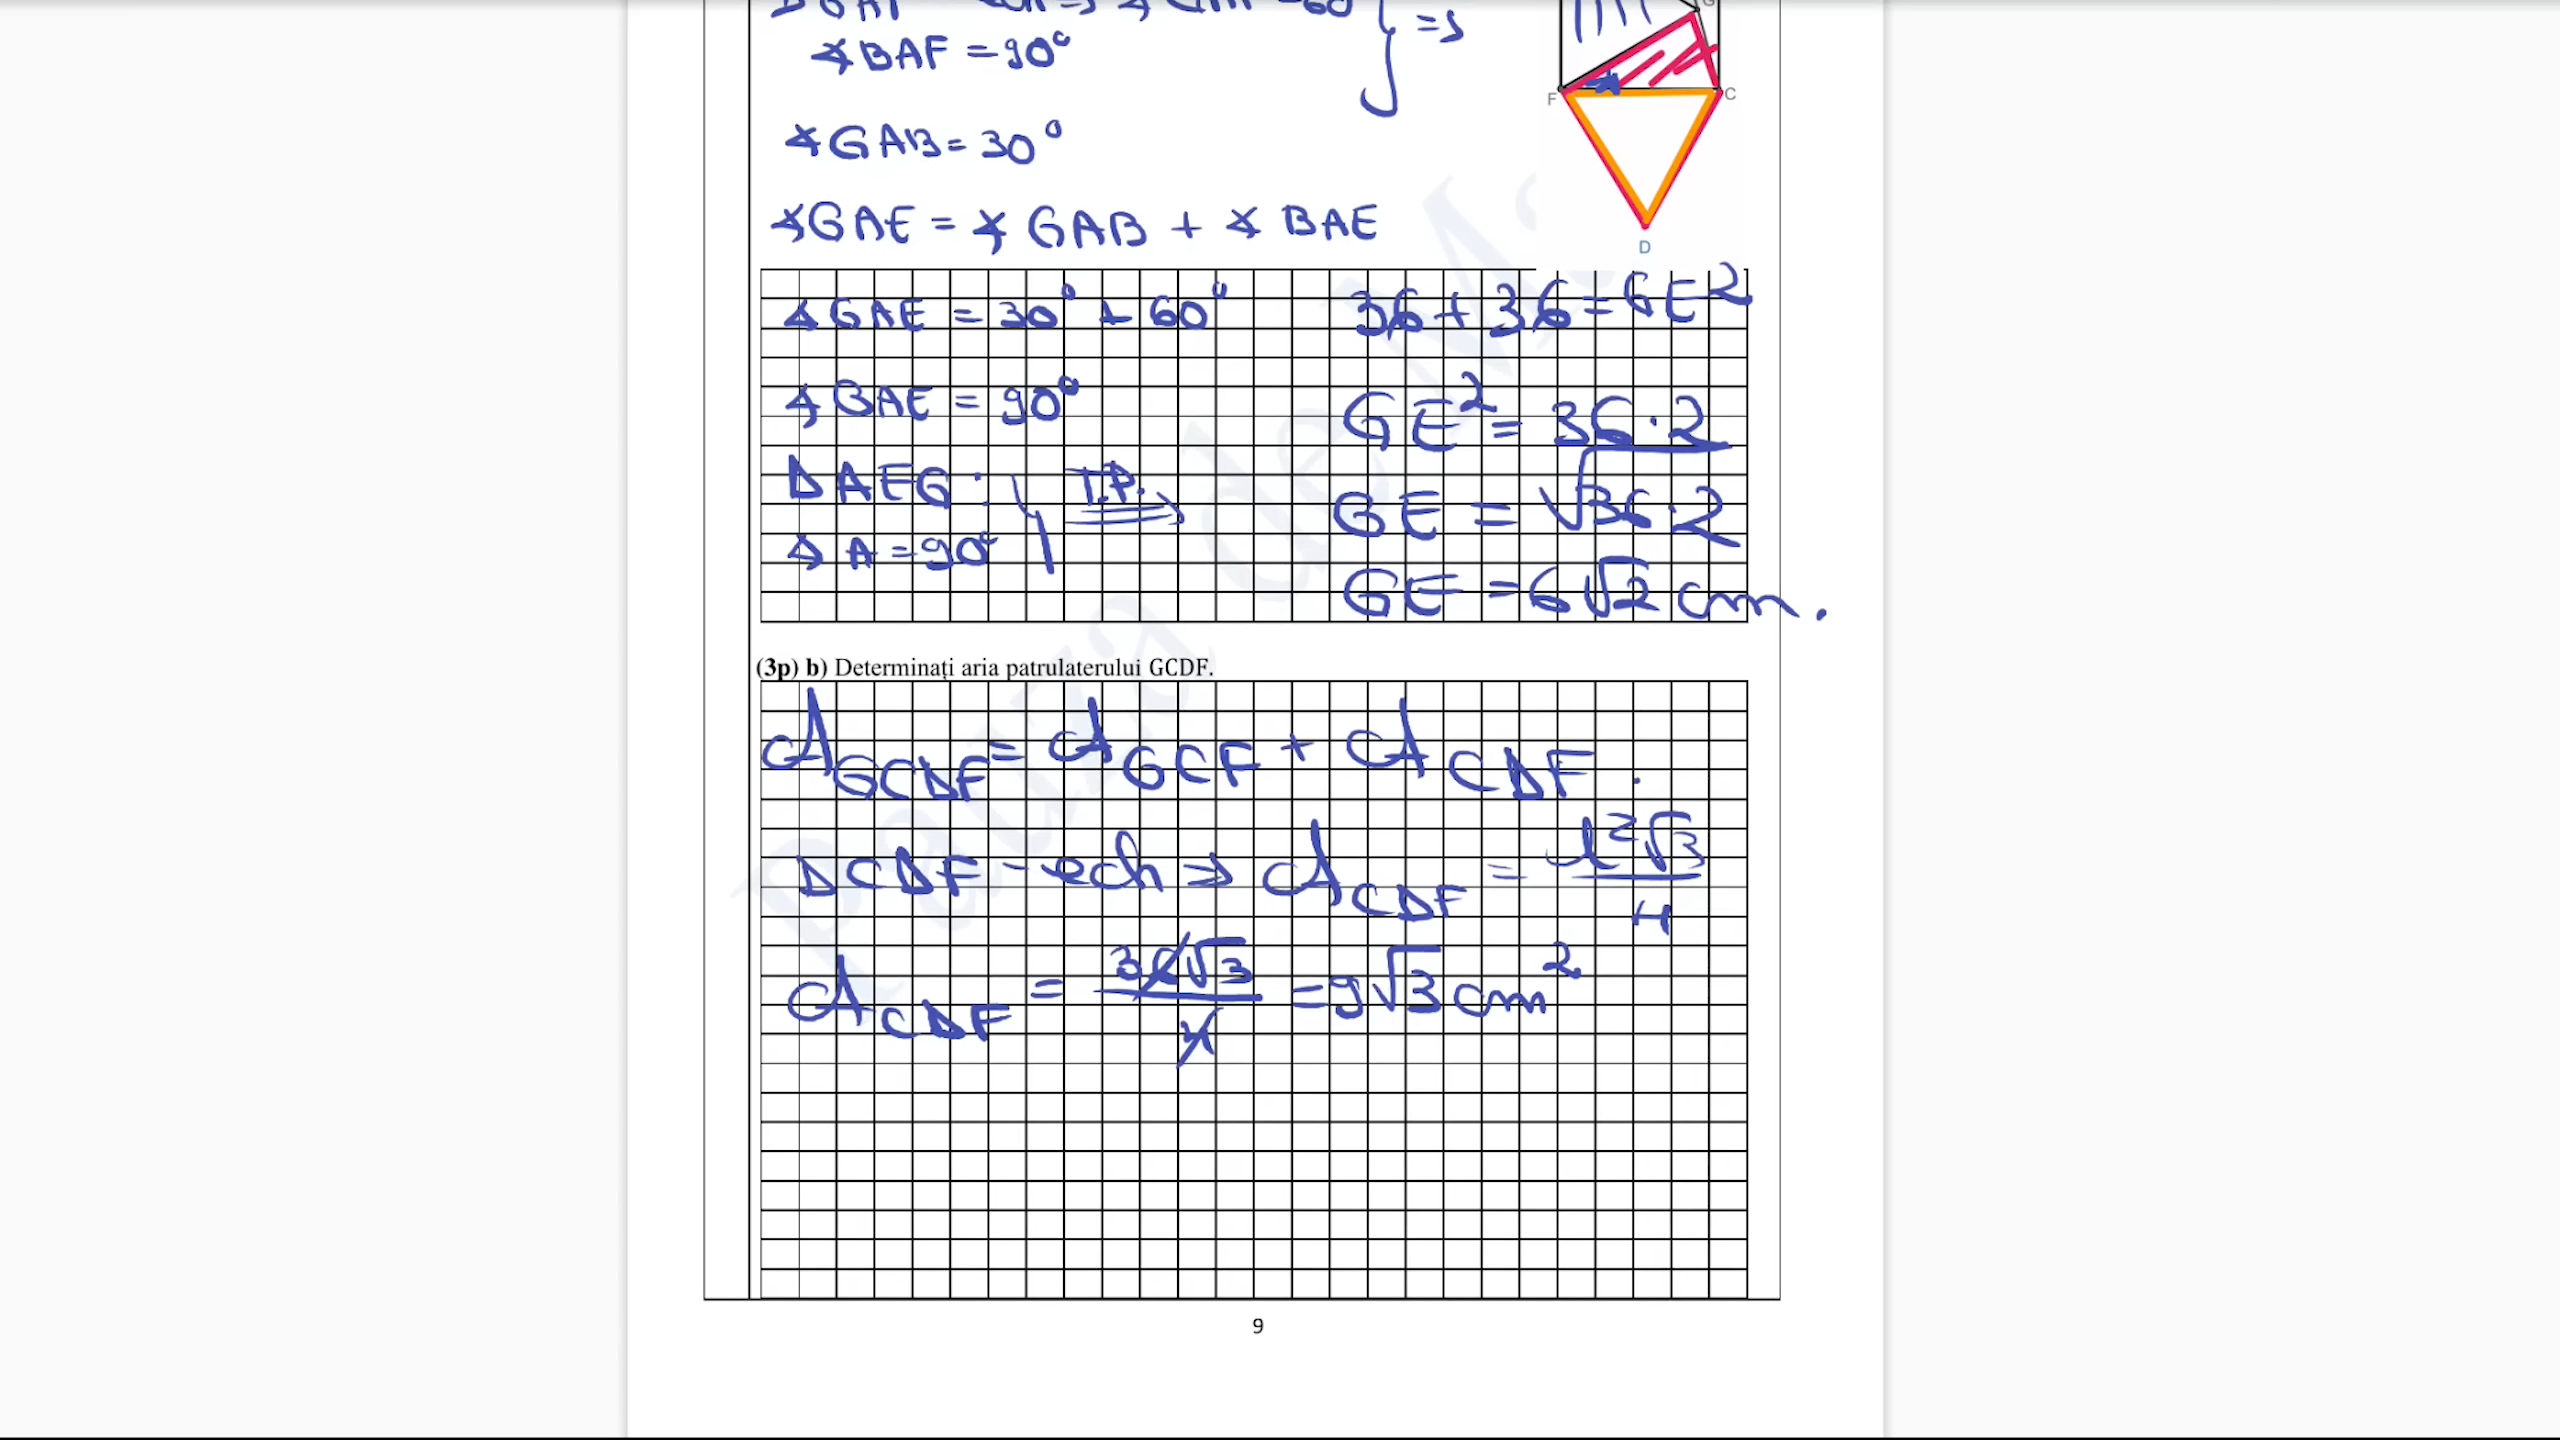 ∢BAF = 90°
=>
∢GAB = 30°
∢GAE = ∢GAB + ∢BAE
F
C
D
∢GAE = 30° + 60°
∢GAE = 90°
ΔAEG:
∢A = 90°
T.P.
36 + 36 = GE²
GE² = 36·2
GE = √36·2
GE = 6√2 cm.
(3p) b) Determinați aria patrulaterului GCDF.
A_GCDF = A_GCF + A_CDF.
ΔCDF - ech => A_CDF = l²√3/4
A_CDF = 36√3/4 = 9√3 cm²
9
Pauza de M